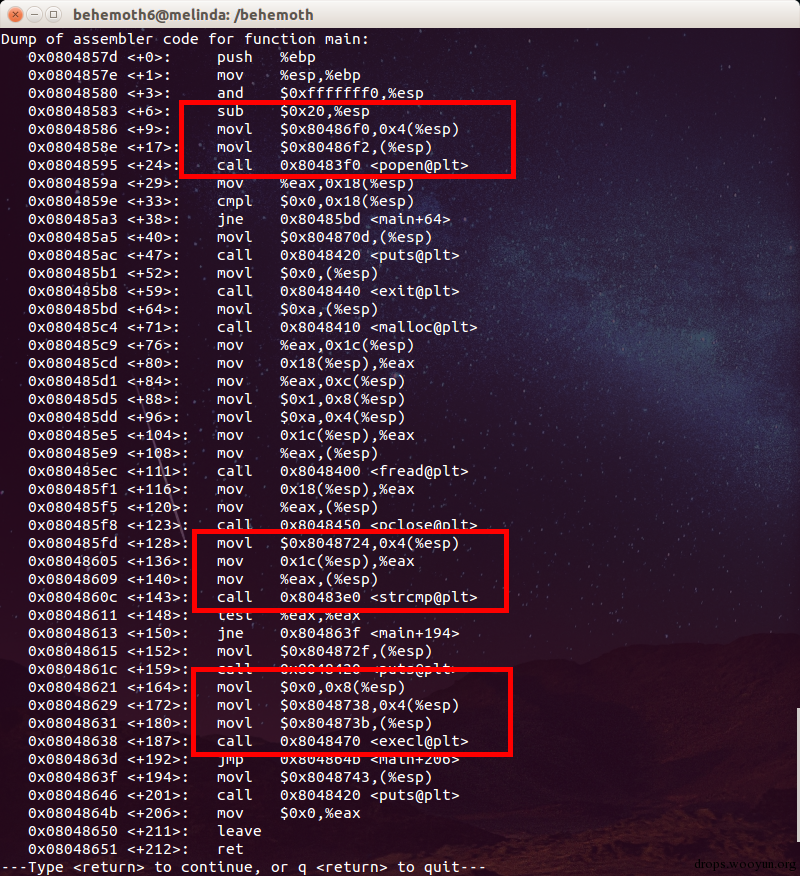 behemoth6@melinda: /behemoth
Dump of assembler code for function main:
   0x0804857d <+0>:     push   %ebp
   0x0804857e <+1>:     mov    %esp,%ebp
   0x08048580 <+3>:     and    $0xfffffff0,%esp
   0x08048583 <+6>:     sub    $0x20,%esp
   0x08048586 <+9>:     movl   $0x80486f0,0x4(%esp)
   0x0804858e <+17>:    movl   $0x80486f2,(%esp)
   0x08048595 <+24>:    call   0x80483f0 <popen@plt>
   0x0804859a <+29>:    mov    %eax,0x18(%esp)
   0x0804859e <+33>:    cmpl   $0x0,0x18(%esp)
   0x080485a3 <+38>:    jne    0x80485bd <main+64>
   0x080485a5 <+40>:    movl   $0x804870d,(%esp)
   0x080485ac <+47>:    call   0x8048420 <puts@plt>
   0x080485b1 <+52>:    movl   $0x0,(%esp)
   0x080485b8 <+59>:    call   0x8048440 <exit@plt>
   0x080485bd <+64>:    movl   $0xa,(%esp)
   0x080485c4 <+71>:    call   0x8048410 <malloc@plt>
   0x080485c9 <+76>:    mov    %eax,0x1c(%esp)
   0x080485cd <+80>:    mov    0x18(%esp),%eax
   0x080485d1 <+84>:    mov    %eax,0xc(%esp)
   0x080485d5 <+88>:    movl   $0x1,0x8(%esp)
   0x080485dd <+96>:    movl   $0xa,0x4(%esp)
   0x080485e5 <+104>:   mov    0x1c(%esp),%eax
   0x080485e9 <+108>:   mov    %eax,(%esp)
   0x080485ec <+111>:   call   0x8048400 <fread@plt>
   0x080485f1 <+116>:   mov    0x18(%esp),%eax
   0x080485f5 <+120>:   mov    %eax,(%esp)
   0x080485f8 <+123>:   call   0x8048450 <pclose@plt>
   0x080485fd <+128>:   movl   $0x8048724,0x4(%esp)
   0x08048605 <+136>:   mov    0x1c(%esp),%eax
   0x08048609 <+140>:   mov    %eax,(%esp)
   0x0804860c <+143>:   call   0x80483e0 <strcmp@plt>
   0x08048611 <+148>:   test   %eax,%eax
   0x08048613 <+150>:   jne    0x804863f <main+194>
   0x08048615 <+152>:   movl   $0x804872f,(%esp)
   0x0804861c <+159>:   call   0x8048420 <puts@plt>
   0x08048621 <+164>:   movl   $0x0,0x8(%esp)
   0x08048629 <+172>:   movl   $0x8048738,0x4(%esp)
   0x08048631 <+180>:   movl   $0x804873b,(%esp)
   0x08048638 <+187>:   call   0x8048470 <execl@plt>
   0x0804863d <+192>:   jmp    0x804864b <main+206>
   0x0804863f <+194>:   movl   $0x8048743,(%esp)
   0x08048646 <+201>:   call   0x8048420 <puts@plt>
   0x0804864b <+206>:   mov    $0x0,%eax
   0x08048650 <+211>:   leave
   0x08048651 <+212>:   ret
---Type <return> to continue, or q <return> to quit---
drops.wooyun.org